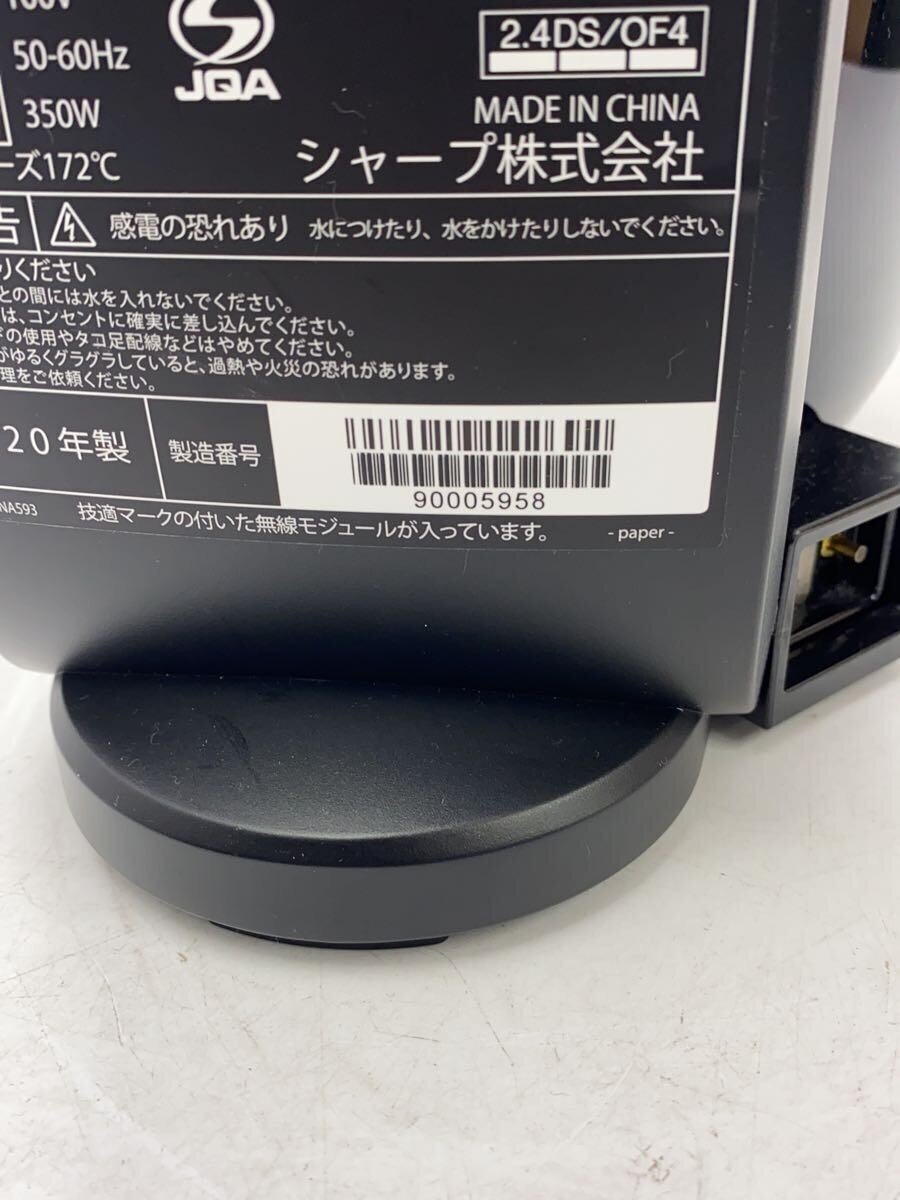 100V
50-60Hz
350W
ーズ172℃
JQA
2.4DS/OF4
MADE IN CHINA
シャープ株式会社
告
感電の恐れあり 水につけたり、水をかけたりしないでください。
りください
との間には水を入れないでください。
は、コンセントに確実に差し込んでください。
ドの使用やタコ足配線などはやめてください。
がゆるくグラグラしていると、過熱や火災の恐れがあります。
理をご依頼ください。
20年製
製造番号
90005958
NA593
技適マークの付いた無線モジュールが入っています。
- paper -